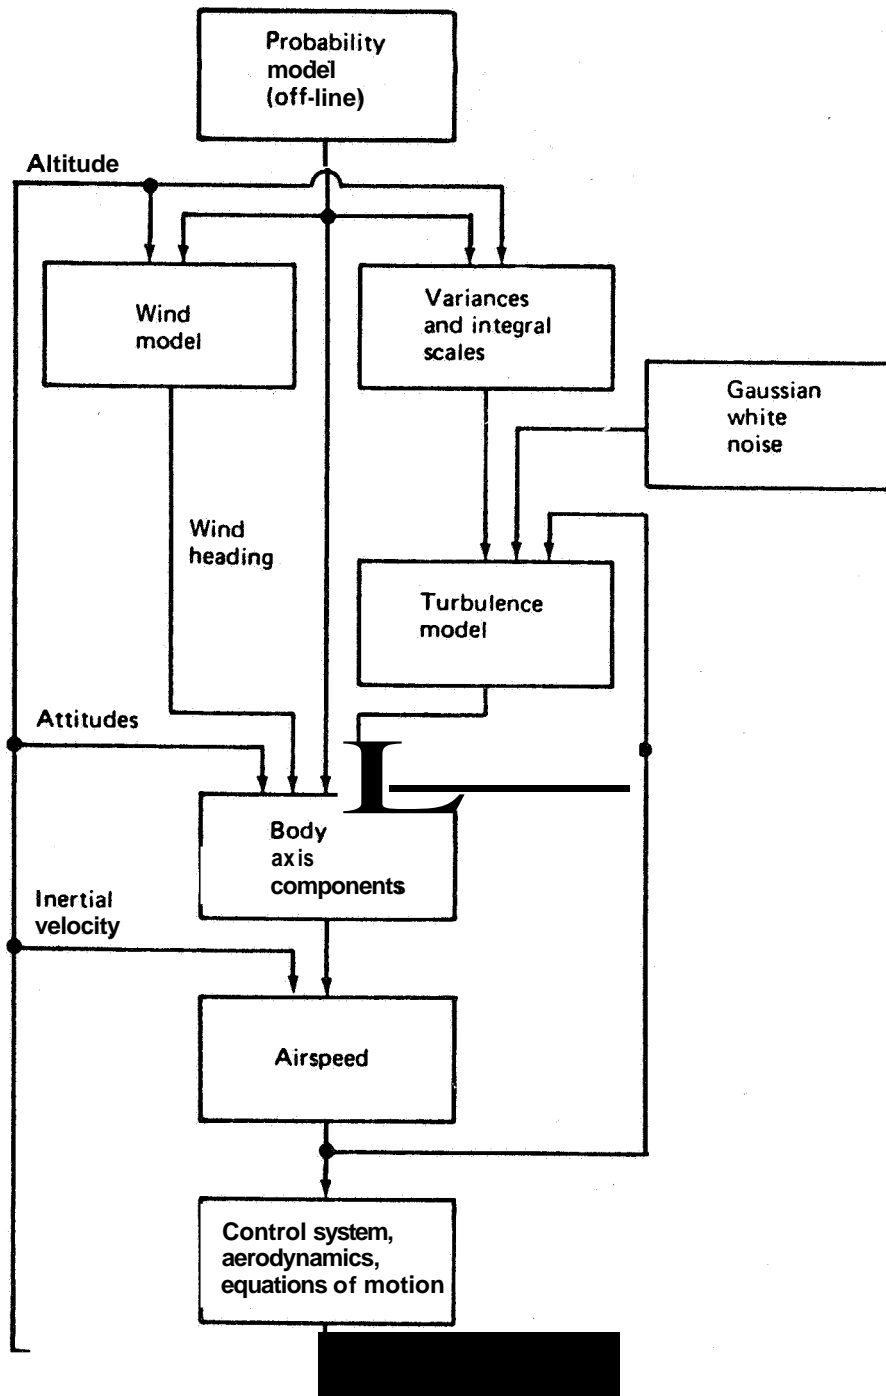 Probability
model
(off-line)
Altitude
Wind
model
Variances
and integral
scales
Gaussian
white
noise
Wind
heading
Turbulence
model
Attitudes
L
Body
axis
components
Inertial
velocity
Airspeed
Control system,
aerodynamics,
equations of motion